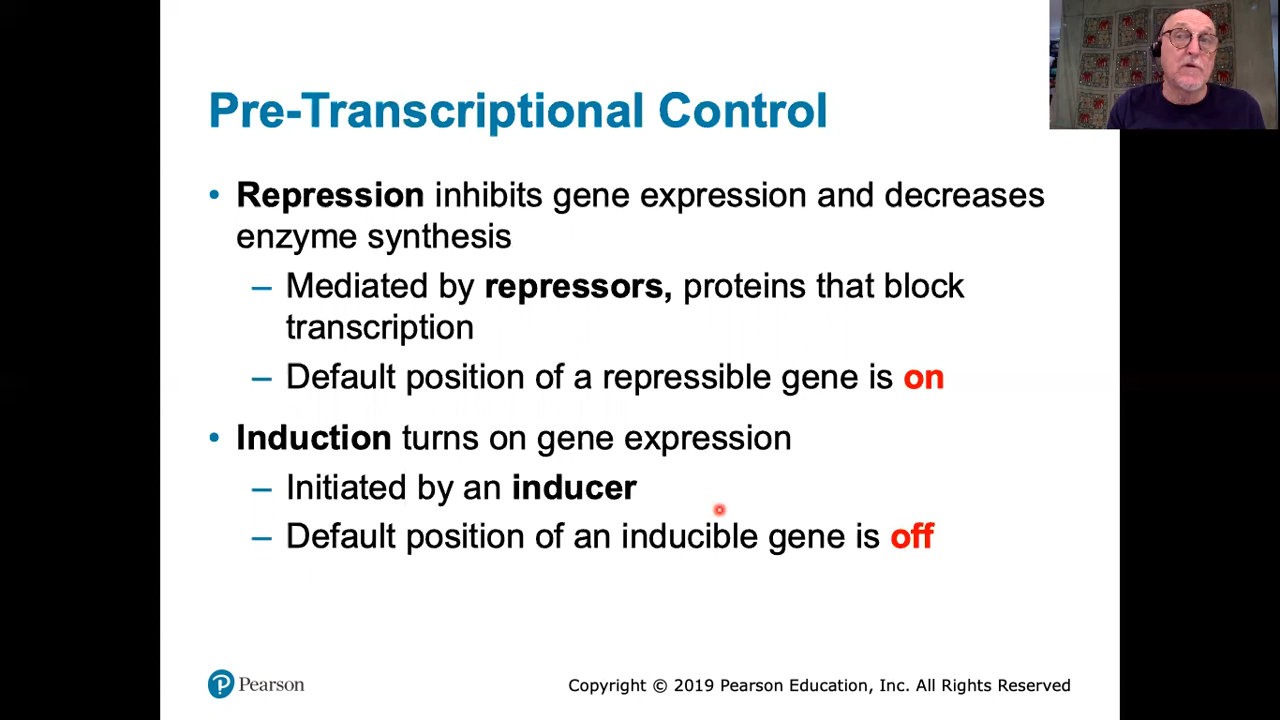 Pre-Transcriptional Control
• Repression inhibits gene expression and decreases
enzyme synthesis
– Mediated by repressors, proteins that block
transcription
– Default position of a repressible gene is on
• Induction turns on gene expression
– Initiated by an inducer
– Default position of an inducible gene is off
P Pearson
Copyright © 2019 Pearson Education, Inc. All Rights Reserved